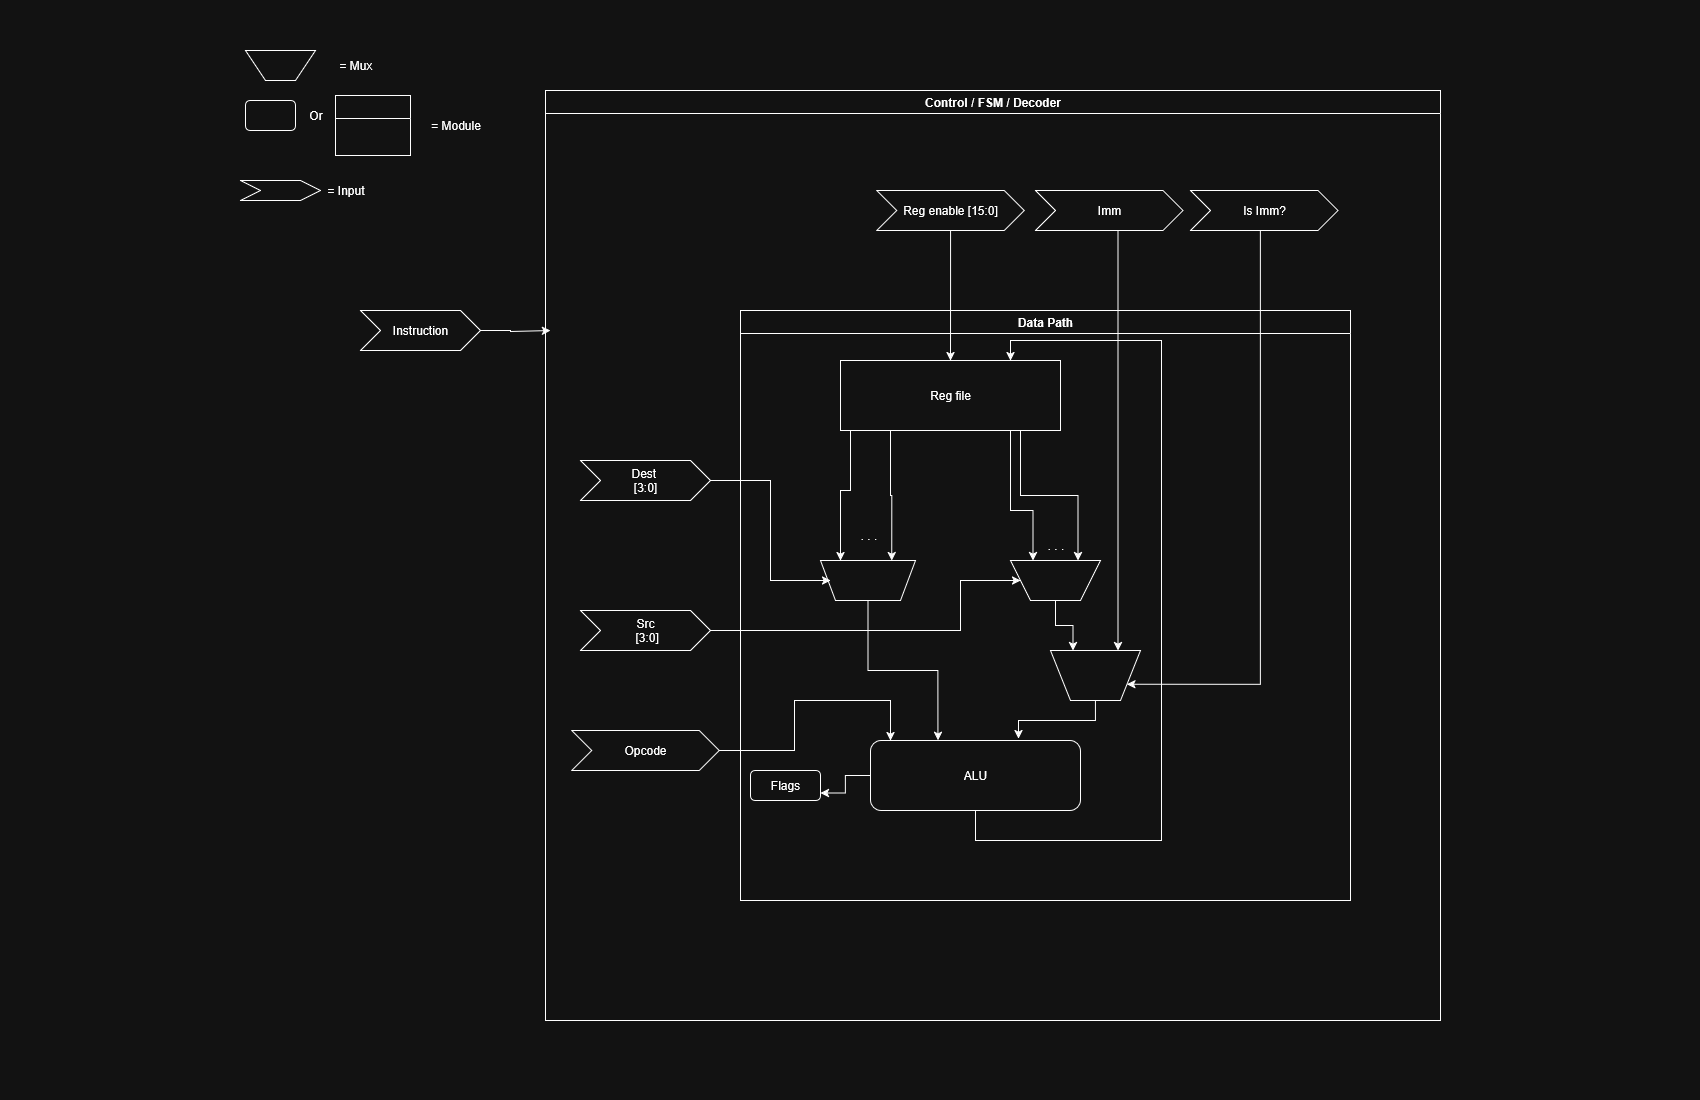 = Mux
Or
= Module
= Input
Control / FSM / Decoder
Reg enable [15:0]
Imm
Is Imm?
Instruction
Data Path
Reg file
Dest
[3:0]
. . .
. . .
Src
[3:0]
Opcode
ALU
Flags